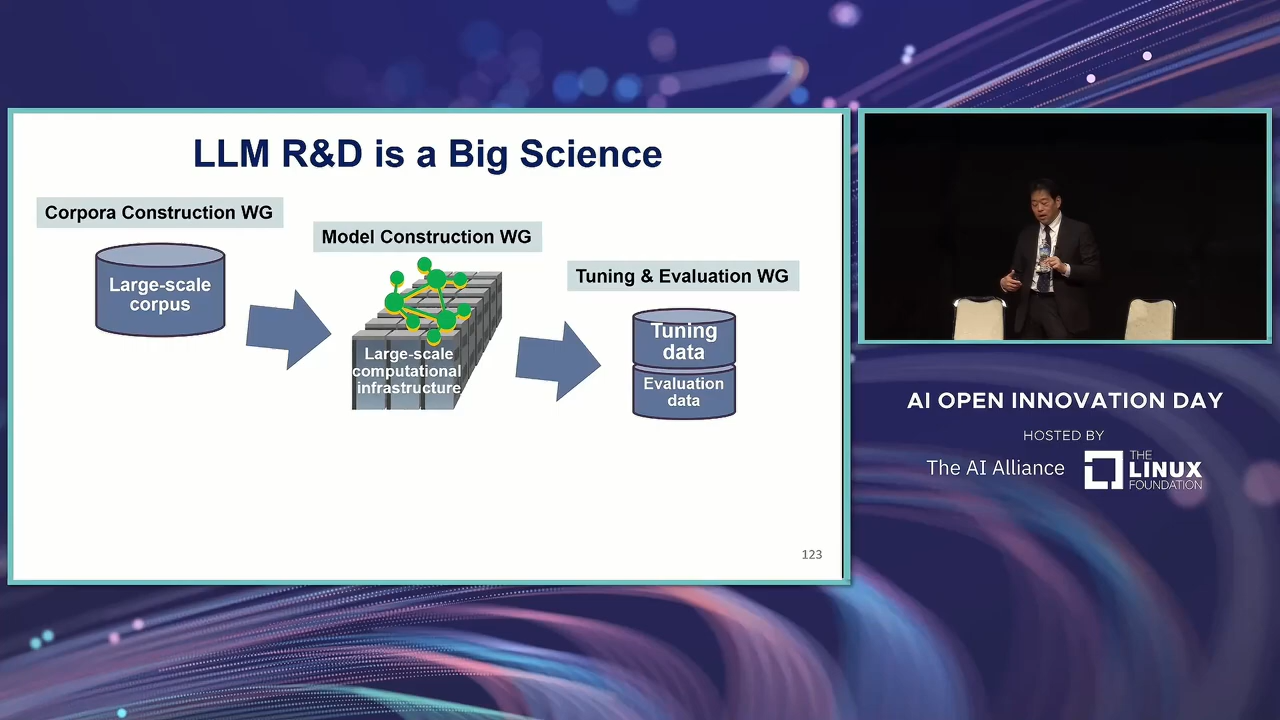 LLM R&D is a Big Science
Corpora Construction WG
Large-scale
corpus
Model Construction WG
Large-scale
computational
infrastructure
Tuning & Evaluation WG
Tuning
data
Evaluation
data
123
AI OPEN INNOVATION DAY
HOSTED BY
The AI Alliance
THE
LINUX
FOUNDATION